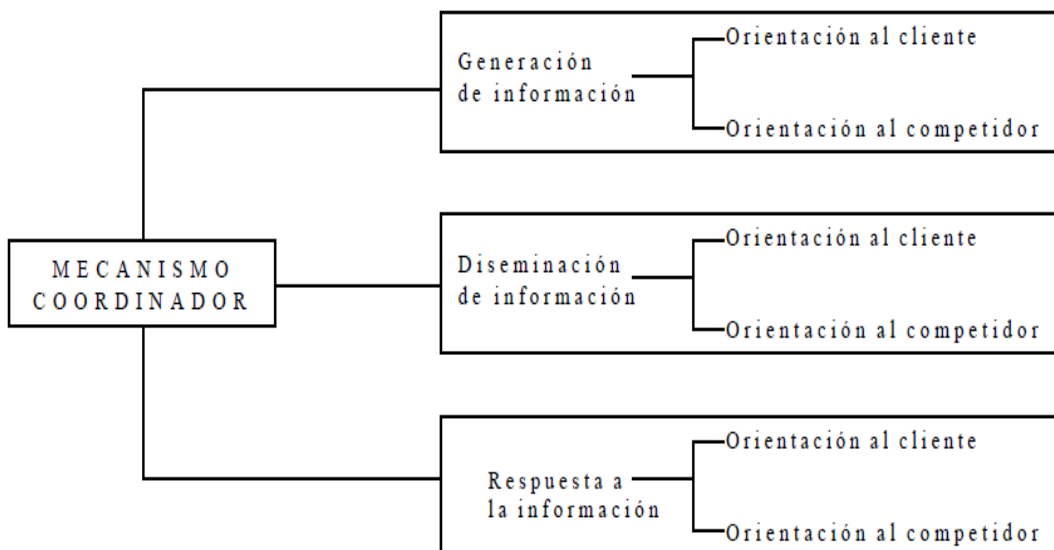 Orientación al cliente
Generación
de información
Orientación al competidor
Orientación al cliente
MECANISMO
COORDINADOR
Diseminación
de información
Orientación al competidor
Orientación al cliente
Respuesta a
la información
Orientación al competidor